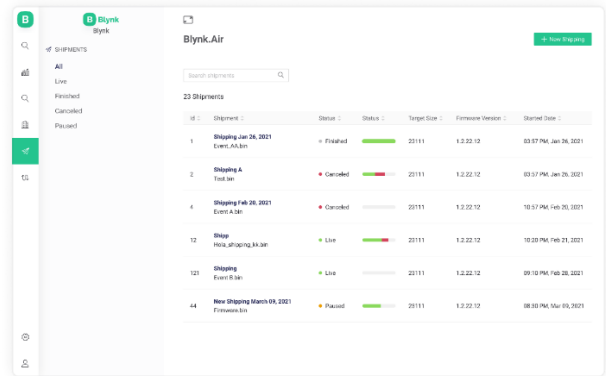 B
B Blynk
Blynk
SHIPMENTS
All
Live
Finished
Canceled
Paused
Blynk.Air
+ New Shipping
Search shipments
23 Shipments
Id Shipment Status Status Target Size Firmware Version Started Date
1 Shipping Jan 26, 2021 Finished 23111 1.2.22.12 03:57 PM, Jan 26, 2021
Event_AA.bin
2 Shipping A Canceled 23111 1.2.22.12 03:57 PM, Jan 26, 2021
Test.bin
4 Shipping Feb 20, 2021 Canceled 23111 1.2.22.12 10:57 PM, Feb 20, 2021
Event A.bin
12 Shipp Live 23111 1.2.22.12 10:20 PM, Feb 21, 2021
Hola_shipping_kk.bin
121 Shipping Live 23111 1.2.22.12 09:10 PM, Feb 28, 2021
Event B.bin
44 New Shipping March 09, 2021 Paused 23111 1.2.22.12 08:30 PM, Mar 09, 2021
Firmware.bin